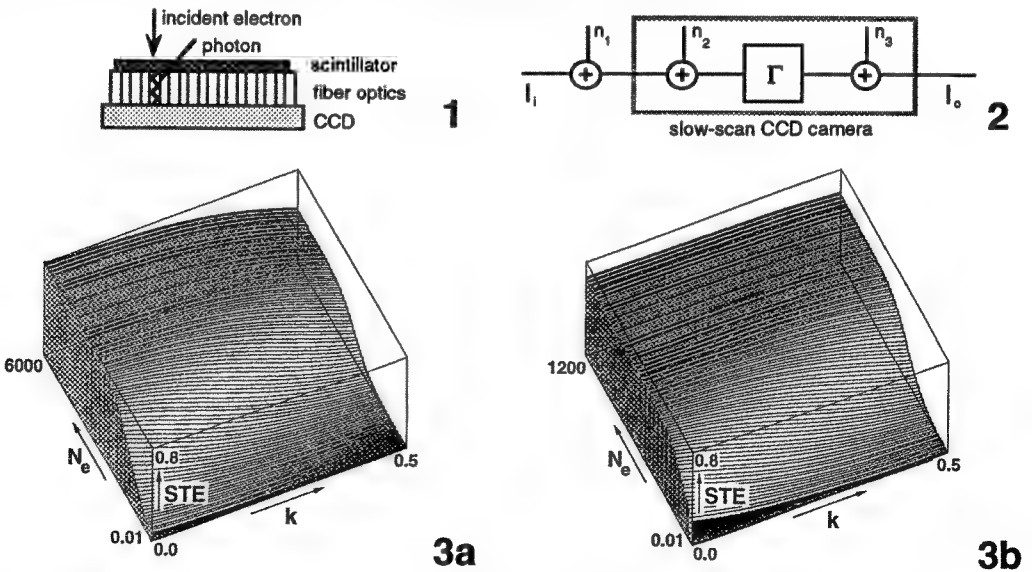 incident electron
photon
scintillator
fiber optics
CCD
1
n1
n2
n3
Γ
+
+
+
Ii
Io
slow-scan CCD camera
2
6000
Ne
0.8
STE
0.01
0.0
k
0.5
3a
1200
Ne
0.8
STE
0.01
0.0
k
0.5
3b